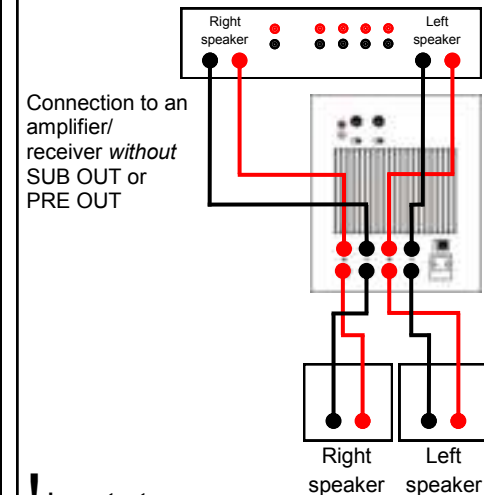 Right
speaker
Left
speaker
Connection to an
amplifier/
receiver without
SUB OUT or
PRE OUT
Right
speaker
Left
speaker
!